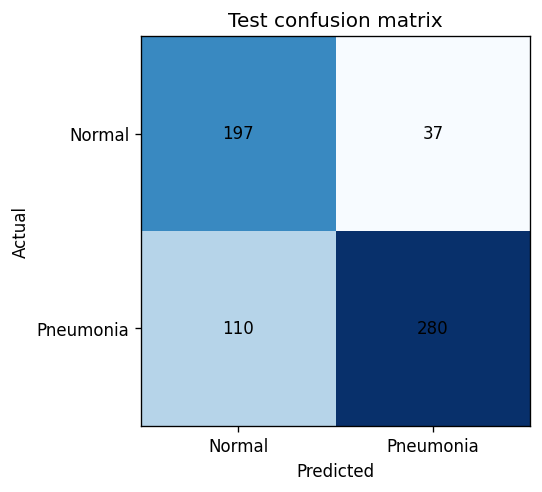 Test confusion matrix
Actual
Normal
197
37
Pneumonia
110
280
Normal
Pneumonia
Predicted